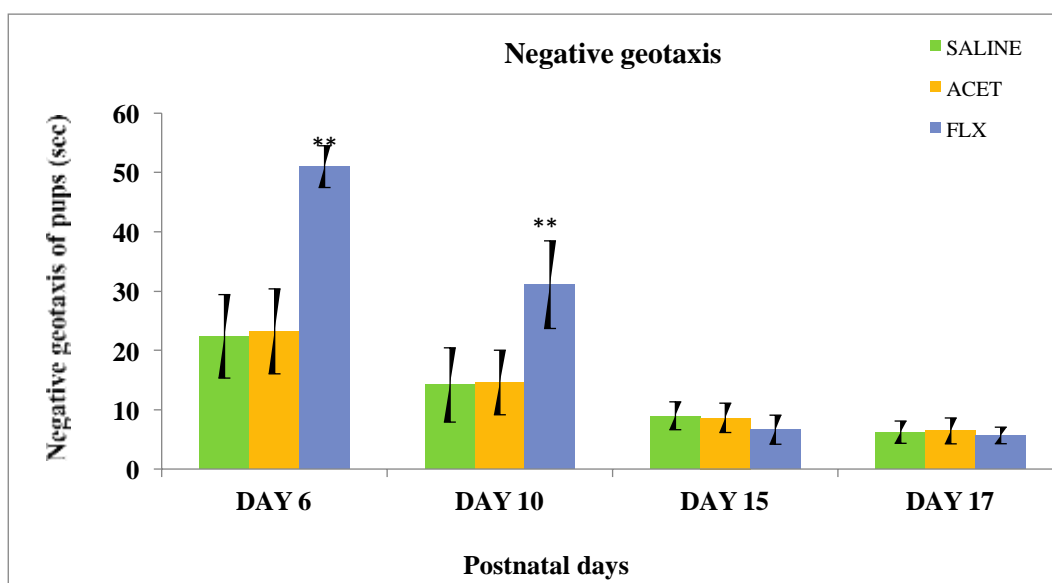 Negative geotaxis
SALINE
ACET
FLX
Negative geotaxis of pups (sec)
60
50
40
30
20
10
0
**
**
DAY 6 DAY 10 DAY 15 DAY 17
Postnatal days